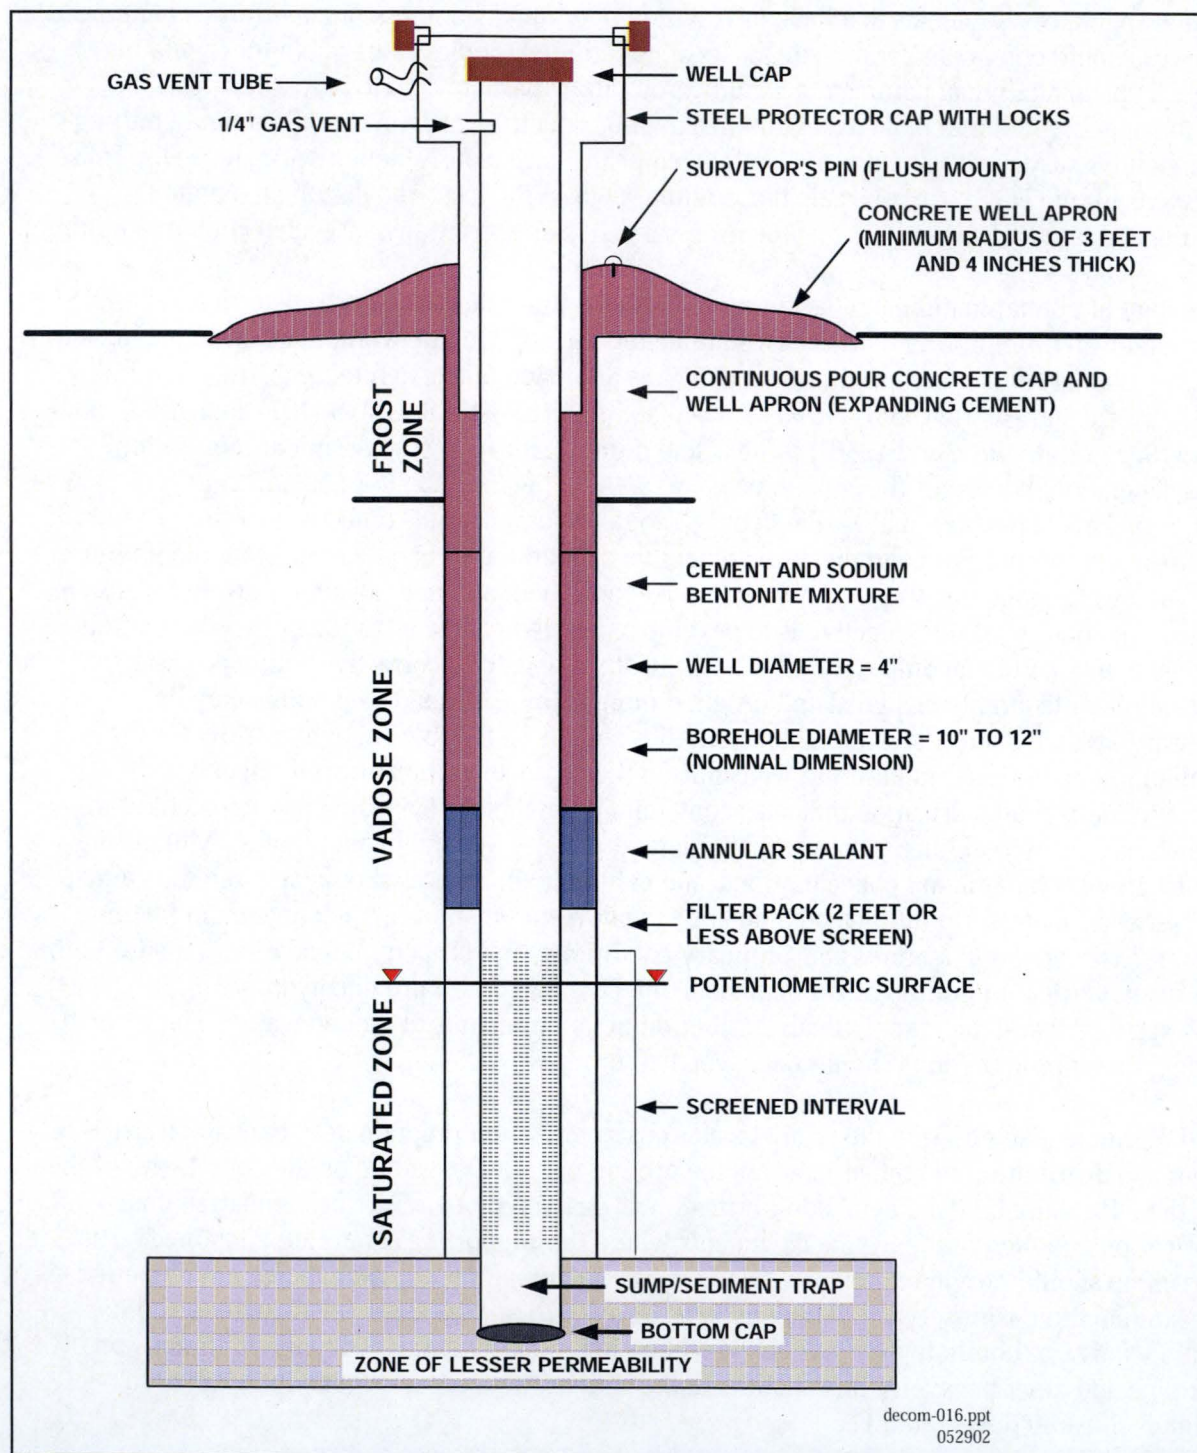 GAS VENT TUBE
WELL CAP
1/4" GAS VENT
STEEL PROTECTOR CAP WITH LOCKS
SURVEYOR'S PIN (FLUSH MOUNT)
CONCRETE WELL APRON
(MINIMUM RADIUS OF 3 FEET
AND 4 INCHES THICK)
CONTINUOUS POUR CONCRETE CAP AND
WELL APRON (EXPANDING CEMENT)
FROST
ZONE
CEMENT AND SODIUM
BENTONITE MIXTURE
WELL DIAMETER = 4"
VADOSE ZONE
BOREHOLE DIAMETER = 10" TO 12"
(NOMINAL DIMENSION)
ANNULAR SEALANT
FILTER PACK (2 FEET OR
LESS ABOVE SCREEN)
POTENTIOMETRIC SURFACE
SATURATED ZONE
SCREENED INTERVAL
SUMP/SEDIMENT TRAP
BOTTOM CAP
ZONE OF LESSER PERMEABILITY
decom-016.ppt
052902